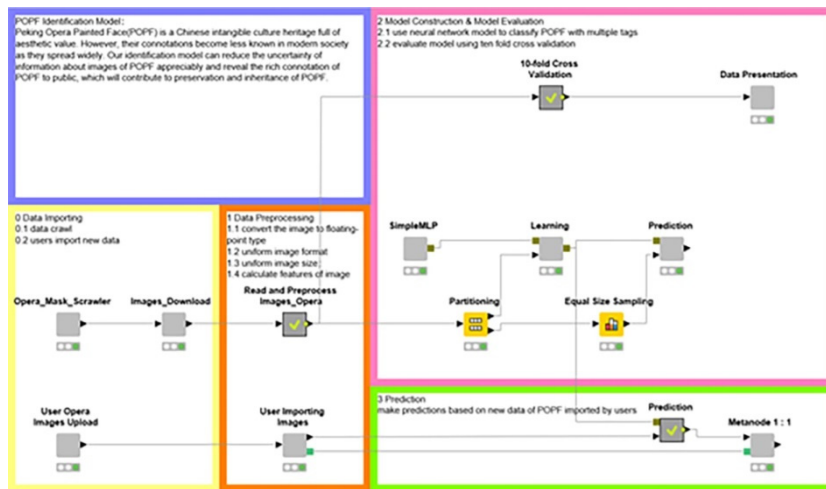 POPF Identification Model:
Peking Opera Painted Face(POPF) is a Chinese intangible culture heritage full of
aesthetic value. However, their connotations become less known in modern society
as they spread widely. Our identification model can reduce the uncertainty of
information about images of POPF appreciably and reveal the rich connotation of
POPF to public, which will contribute to preservation and inheritance of POPF.
2 Model Construction & Model Evaluation
2.1 use neural network model to classify POPF with multiple tags
2.2 evaluate model using ten fold cross validation
10-fold Cross
Validation
Data Presentation
SimpleMLP
Learning
Prediction
Partitioning
Equal Size Sampling
0 Data Importing
0.1 data crawl
0.2 users import new data
Opera_Mask_Scrawler
Images_Download
User Opera
Images Upload
1 Data Preprocessing
1.1 convert the image to floating-
point type
1.2 uniform image format
1.3 uniform image size;
1.4 calculate features of image
Read and Preprocess
Images_Opera
User Importing
Images
3 Prediction
make predictions based on new data of POPF imported by users
Prediction
Metanode 1 : 1